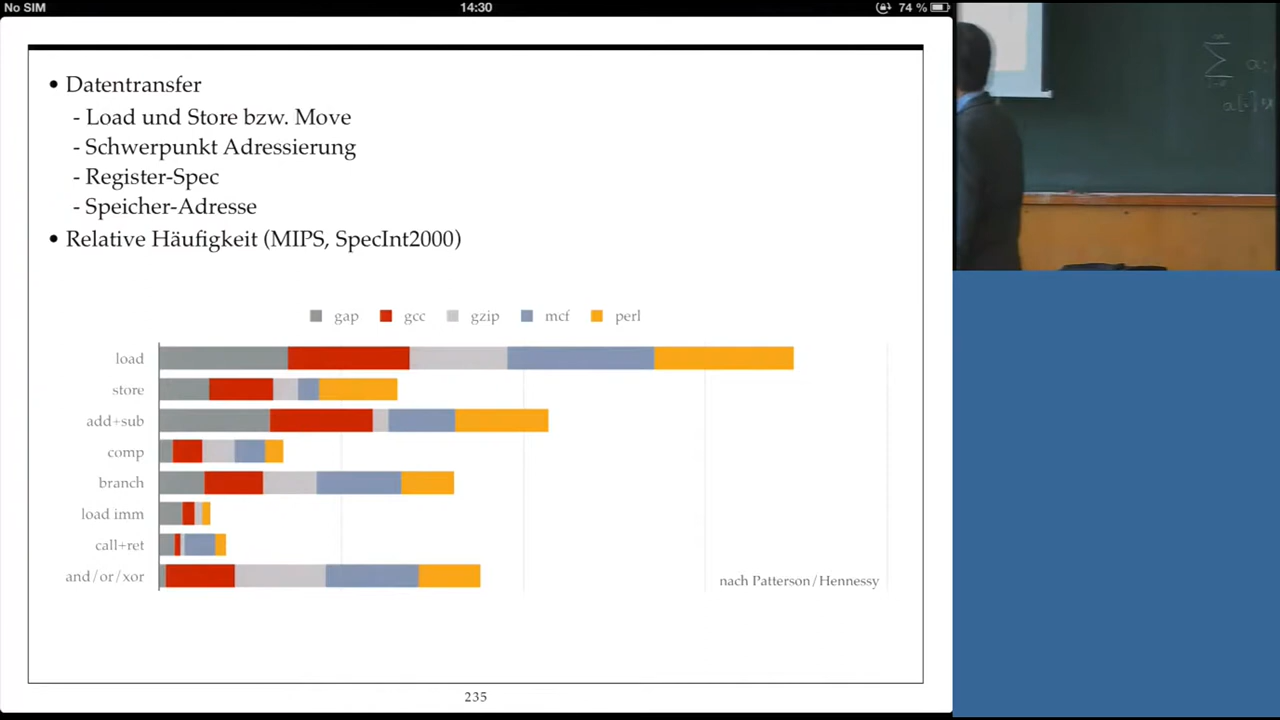 No SIM 14:30 74 %
• Datentransfer
- Load und Store bzw. Move
- Schwerpunkt Adressierung
- Register-Spec
- Speicher-Adresse
• Relative Häufigkeit (MIPS, SpecInt2000)
gap gcc gzip mcf perl
load
store
add+sub
comp
branch
load imm
call+ret
and/or/xor
nach Patterson/Hennessy
235